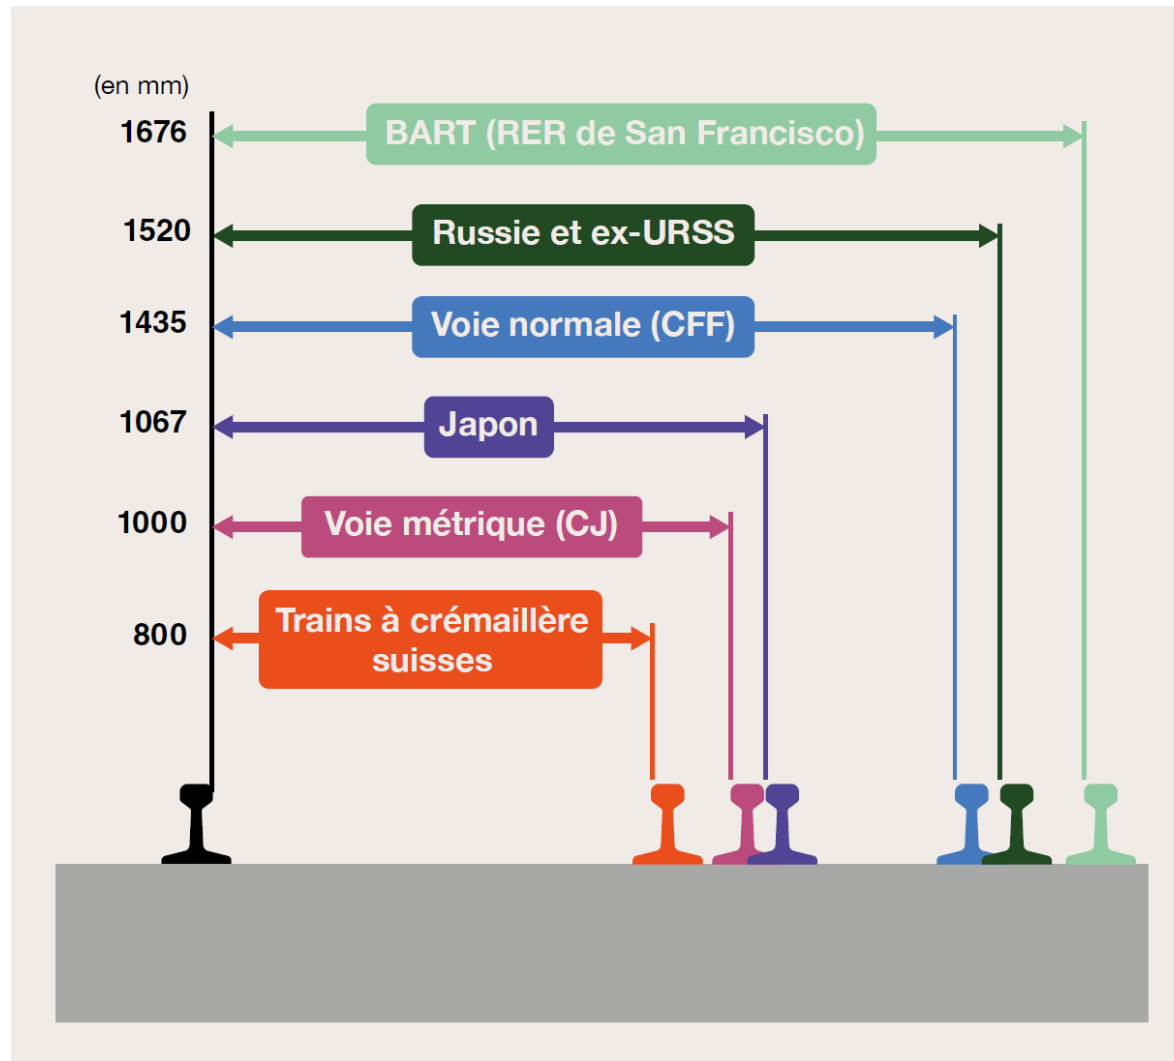 (en mm)
1676
BART (RER de San Francisco)
1520
Russie et ex-URSS
1435
Voie normale (CFF)
1067
Japon
1000
Voie métrique (CJ)
800
Trains à crémaillère
suisses